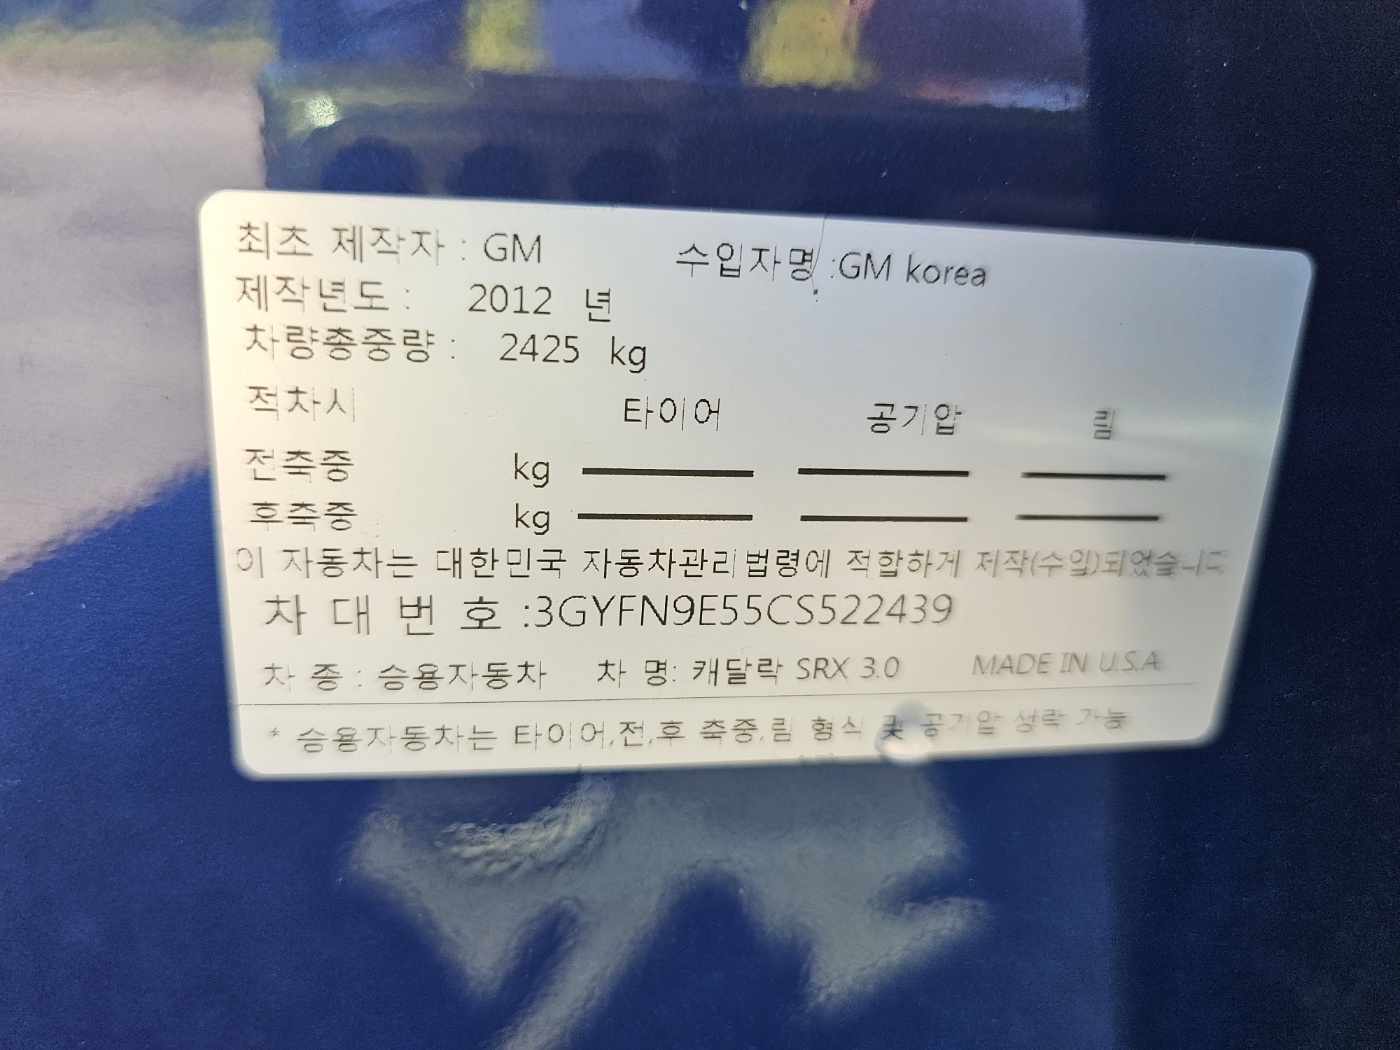 최초 제작자 : GM 수입자명 :GM korea
제작년도 : 2012 년
차량총중량 : 2425 kg
적차시 타이어 공기압 림
전축중 kg
후축중 kg
이 자동차는 대한민국 자동차관리법령에 적합하게 제작(수입)되었습니다
차 대 번 호 :3GYFN9E55CS522439
차 종 : 승용자동차 차 명: 캐달락 SRX 3.0 MADE IN U.S.A
* 승용자동차는 타이어,전,후 축중,림 형식 및 공기압 생략 가능